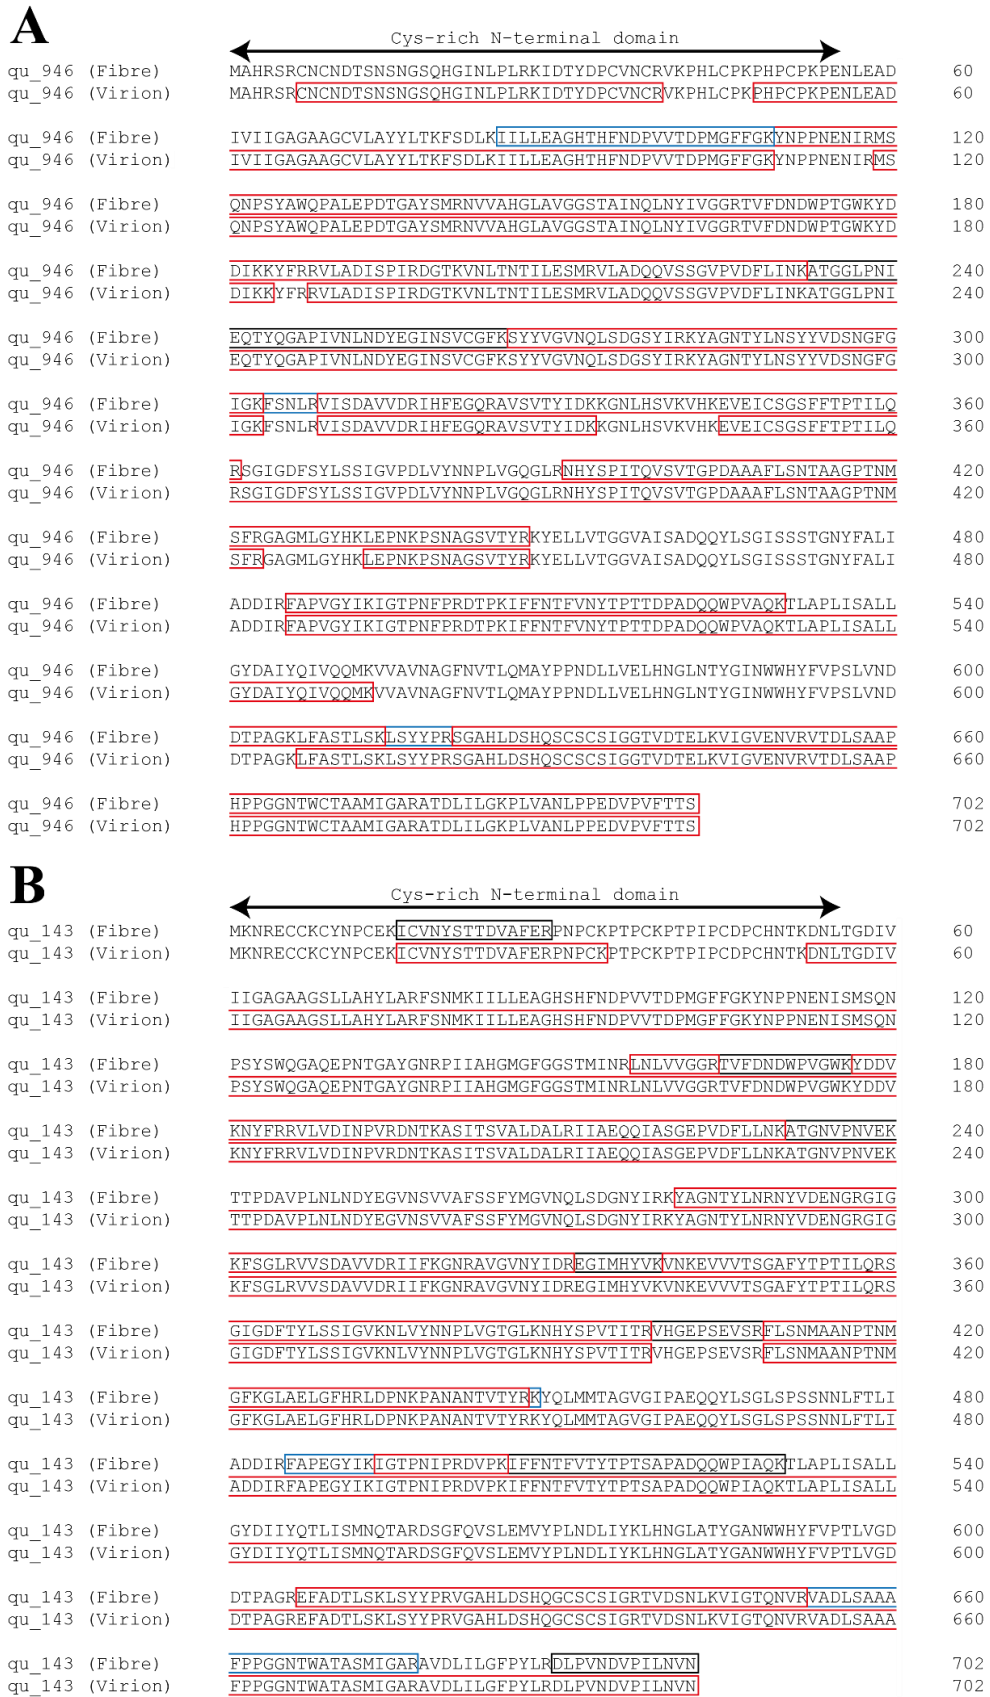 A
Cys-rich N-terminal domain
qu_946 (Fibre) MAHRSRCNCNDTSNSNGSQHGINLPLRKIDTYDPCVNCRVKPHLCPKPHPCPKPENLEAD 60
qu_946 (Virion) MAHRSRCNCNDTSNSNGSQHGINLPLRKIDTYDPCVNCRVKPHLCPKPHPCPKPENLEAD 60
qu_946 (Fibre) IVIIGAGAAGCVLAYYLTKFSDLKIILLEAGHTHFNDPVVTDPMGFFGKYNPPNENIRMS 120
qu_946 (Virion) IVIIGAGAAGCVLAYYLTKFSDLKIILLEAGHTHFNDPVVTDPMGFFGKYNPPNENIRMS 120
qu_946 (Fibre) QNPSYAWQPALEPDTGAYSMRNVVAHGLAVGGSTAINQLNYIVGGRTVFDNDWPTGWKYD 180
qu_946 (Virion) QNPSYAWQPALEPDTGAYSMRNVVAHGLAVGGSTAINQLNYIVGGRTVFDNDWPTGWKYD 180
qu_946 (Fibre) DIKKYFRRVLADISPIRDGTKVNLTNTILESMRVLADQQVSSGVPVDFLINKATGGLPNI 240
qu_946 (Virion) DIKKYFRRVLADISPIRDGTKVNLTNTILESMRVLADQQVSSGVPVDFLINKATGGLPNI 240
qu_946 (Fibre) EQTYQGAPIVNLNDYEGINSVCGFKSYYVGVNQLSDGSYIRKYAGNTYLNSYYVDSNGFG 300
qu_946 (Virion) EQTYQGAPIVNLNDYEGINSVCGFKSYYVGVNQLSDGSYIRKYAGNTYLNSYYVDSNGFG 300
qu_946 (Fibre) IGKFSNLRVISDAVVDRIHFEGQRAVSVTYIDKKGNLHSVKVHKEVEICSGSFFTPTILQ 360
qu_946 (Virion) IGKFSNLRVISDAVVDRIHFEGQRAVSVTYIDKKGNLHSVKVHKEVEICSGSFFTPTILQ 360
qu_946 (Fibre) RSGIGDFSYLSSIGVPDLVYNNPLVGQGLRNHYSPITQVSVTGPDAAAFLSNTAAGPTNM 420
qu_946 (Virion) RSGIGDFSYLSSIGVPDLVYNNPLVGQGLRNHYSPITQVSVTGPDAAAFLSNTAAGPTNM 420
qu_946 (Fibre) SFRGAGMLGYHKLEPNKPSNAGSVTYRKYELLVTGGVAISADQQYLSGISSSTGNYFALI 480
qu_946 (Virion) SFRGAGMLGYHKLEPNKPSNAGSVTYRKYELLVTGGVAISADQQYLSGISSSTGNYFALI 480
qu_946 (Fibre) ADDIRFAPVGYIKIGTPNFPRDTPKIFFNTFVNYTPTTDPADQQWPVAQKTLAPLISALL 540
qu_946 (Virion) ADDIRFAPVGYIKIGTPNFPRDTPKIFFNTFVNYTPTTDPADQQWPVAQKTLAPLISALL 540
qu_946 (Fibre) GYDAIYQIVQQMKVVAVNAGFNVTLQMAYPPNDLLVELHNGLNTYGINWWHYFVPSLVND 600
qu_946 (Virion) GYDAIYQIVQQMKVVAVNAGFNVTLQMAYPPNDLLVELHNGLNTYGINWWHYFVPSLVND 600
qu_946 (Fibre) DTPAGKLFASTLSKLSYYPRSGAHLDSHQSCSCSIGGTVDTELKVIGVENVRVTDLSAAP 660
qu_946 (Virion) DTPAGKLFASTLSKLSYYPRSGAHLDSHQSCSCSIGGTVDTELKVIGVENVRVTDLSAAP 660
qu_946 (Fibre) HPPGGNTWCTAAMIGARATDLILGKPLVANLPPEDVPVFTTS 702
qu_946 (Virion) HPPGGNTWCTAAMIGARATDLILGKPLVANLPPEDVPVFTTS 702
B
Cys-rich N-terminal domain
qu_143 (Fibre) MKNRECCKCYNPCEKICVNYSTTDVAFERPNPCKPTPCKPTPIPCDPCHNTKDNLTGDIV 60
qu_143 (Virion) MKNRECCKCYNPCEKICVNYSTTDVAFERPNPCKPTPCKPTPIPCDPCHNTKDNLTGDIV 60
qu_143 (Fibre) IIGAGAAGSLLAHYLARFSNMKIILLEAGHSHFNDPVVTDPMGFFGKYNPPNENISMSQN 120
qu_143 (Virion) IIGAGAAGSLLAHYLARFSNMKIILLEAGHSHFNDPVVTDPMGFFGKYNPPNENISMSQN 120
qu_143 (Fibre) PSYSWQGAQEPNTGAYGNRPIIAHGMGFGGSTMINRLNLVVGGRTVFDNDWPVGWKYDDV 180
qu_143 (Virion) PSYSWQGAQEPNTGAYGNRPIIAHGMGFGGSTMINRLNLVVGGRTVFDNDWPVGWKYDDV 180
qu_143 (Fibre) KNYFRRVLVDINPVRDNTKASITSVALDALRIIAEQQIASGEPVDFLLNKATGNVPNVEK 240
qu_143 (Virion) KNYFRRVLVDINPVRDNTKASITSVALDALRIIAEQQIASGEPVDFLLNKATGNVPNVEK 240
qu_143 (Fibre) TTPDAVPLNLNDYEGVNSVVAFSSFYMGVNQLSDGNYIRKYAGNTYLNRNYVDENGRGIG 300
qu_143 (Virion) TTPDAVPLNLNDYEGVNSVVAFSSFYMGVNQLSDGNYIRKYAGNTYLNRNYVDENGRGIG 300
qu_143 (Fibre) KFSGLRVVSDAVVDRIIFKGNRAVGVNYIDREGIMHYVKVNKEVVVTSGAFYTPTILQRS 360
qu_143 (Virion) KFSGLRVVSDAVVDRIIFKGNRAVGVNYIDREGIMHYVKVNKEVVVTSGAFYTPTILQRS 360
qu_143 (Fibre) GIGDFTYLSSIGVKNLVYNNPLVGTGLKNHYSPVTITRVHGEPSEVSRFLSNMAANPTNM 420
qu_143 (Virion) GIGDFTYLSSIGVKNLVYNNPLVGTGLKNHYSPVTITRVHGEPSEVSRFLSNMAANPTNM 420
qu_143 (Fibre) GFKGLAELGFHRLDPNKPANANTVTYRKYQLMMTAGVGIPAEQQYLSGLSPSSNNLFTLI 480
qu_143 (Virion) GFKGLAELGFHRLDPNKPANANTVTYRKYQLMMTAGVGIPAEQQYLSGLSPSSNNLFTLI 480
qu_143 (Fibre) ADDIRFAPEGYIKIGTPNIPRDVPKIFFNTFVTYTPTSAPADQQWPIAQKTLAPLISALL 540
qu_143 (Virion) ADDIRFAPEGYIKIGTPNIPRDVPKIFFNTFVTYTPTSAPADQQWPIAQKTLAPLISALL 540
qu_143 (Fibre) GYDIIYQTLISMNQTARDSGFQVSLEMVYPLNDLIYKLHNGLATYGANWWHYFVPTLVGD 600
qu_143 (Virion) GYDIIYQTLISMNQTARDSGFQVSLEMVYPLNDLIYKLHNGLATYGANWWHYFVPTLVGD 600
qu_143 (Fibre) DTPAGREFADTLSKLSYYPRVGAHLDSHQGCSCSIGRTVDSNLKVIGTQNVRVADLSAAA 660
qu_143 (Virion) DTPAGREFADTLSKLSYYPRVGAHLDSHQGCSCSIGRTVDSNLKVIGTQNVRVADLSAAA 660
qu_143 (Fibre) FPPGGNTWATASMIGARAVDLILGFPYLRDLPVNDVPILNVN 702
qu_143 (Virion) FPPGGNTWATASMIGARAVDLILGFPYLRDLPVNDVPILNVN 702